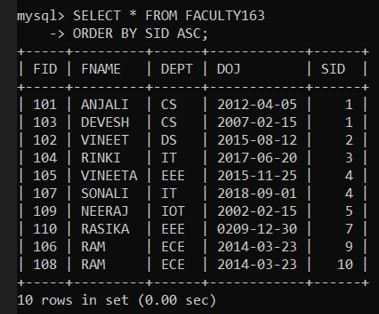 mysql> SELECT * FROM FACULTY163
    -> ORDER BY SID ASC;
+-----+----------+------+------------+------+
| FID | FNAME    | DEPT | DOJ        | SID  |
+-----+----------+------+------------+------+
| 101 | ANJALI   | CS   | 2012-04-05 |    1 |
| 103 | DEVESH   | CS   | 2007-02-15 |    1 |
| 102 | VINEET   | DS   | 2015-08-12 |    2 |
| 104 | RINKI    | IT   | 2017-06-20 |    3 |
| 105 | VINEETA  | EEE  | 2015-11-25 |    4 |
| 107 | SONALI   | IT   | 2018-09-01 |    4 |
| 109 | NEERAJ   | IOT  | 2002-02-15 |    5 |
| 110 | RASIKA   | EEE  | 0209-12-30 |    7 |
| 106 | RAM      | ECE  | 2014-03-23 |    9 |
| 108 | RAM      | ECE  | 2014-03-23 |   10 |
+-----+----------+------+------------+------+
10 rows in set (0.00 sec)